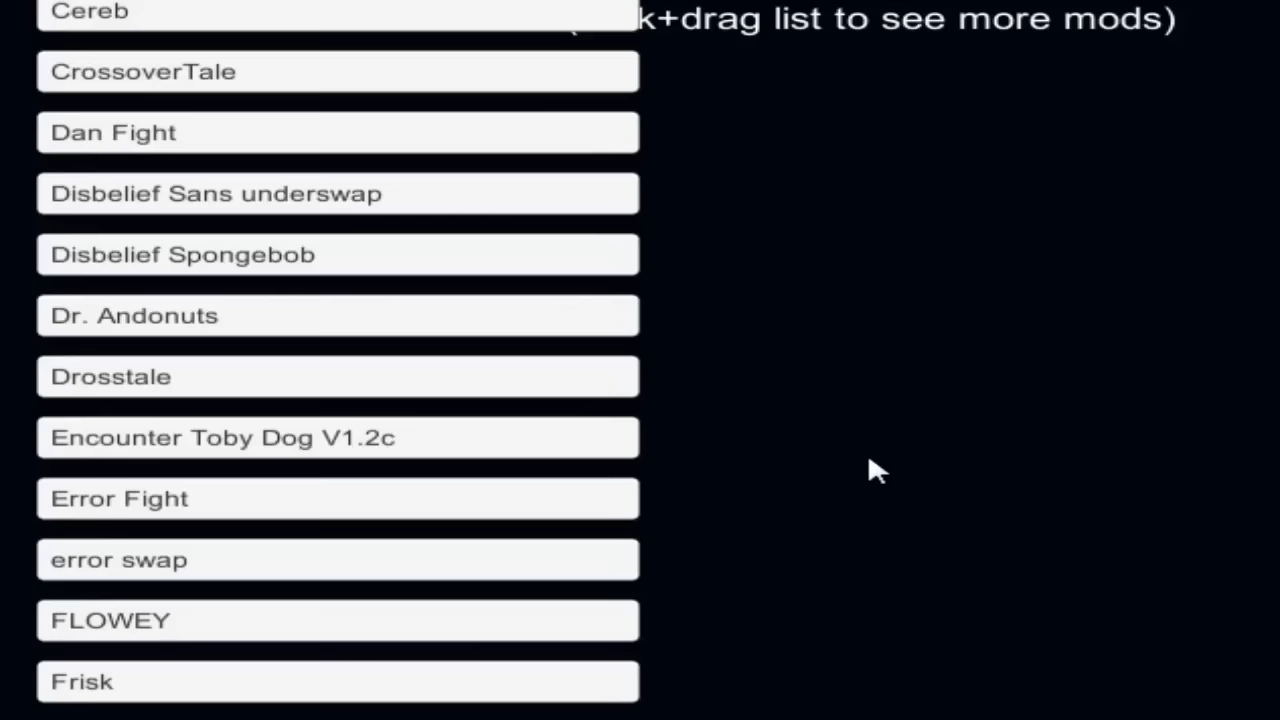 Cereb
k+drag list to see more mods)
CrossoverTale
Dan Fight
Disbelief Sans underswap
Disbelief Spongebob
Dr. Andonuts
Drosstale
Encounter Toby Dog V1.2c
Error Fight
error swap
FLOWEY
Frisk